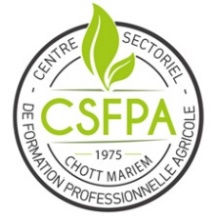 CENTRE SECTORIEL
CSFPA
1975
CHOTT MARIEM
DE FORMATION PROFESSIONNELLE AGRICOLE